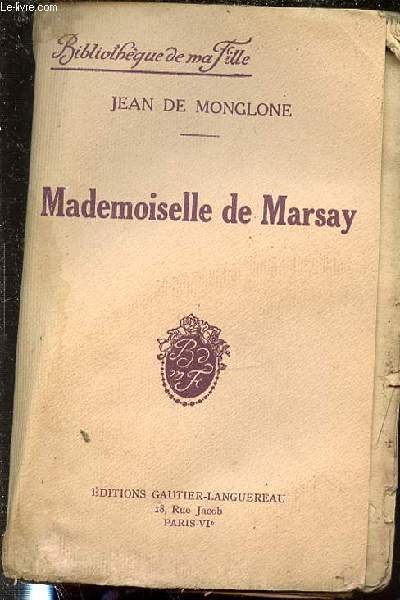 Le-Livre.com
Bibliothèque de ma Fille
JEAN DE MONGLONE
Mademoiselle de Marsay
B d
m F
ÉDITIONS GAUTIER-LANGUEREAU
18, Rue Jacob
PARIS-VIe